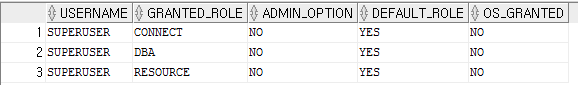 USERNAME GRANTED_ROLE ADMIN_OPTION DEFAULT_ROLE OS_GRANTED
1 SUPERUSER CONNECT NO YES NO
2 SUPERUSER DBA NO YES NO
3 SUPERUSER RESOURCE NO YES NO